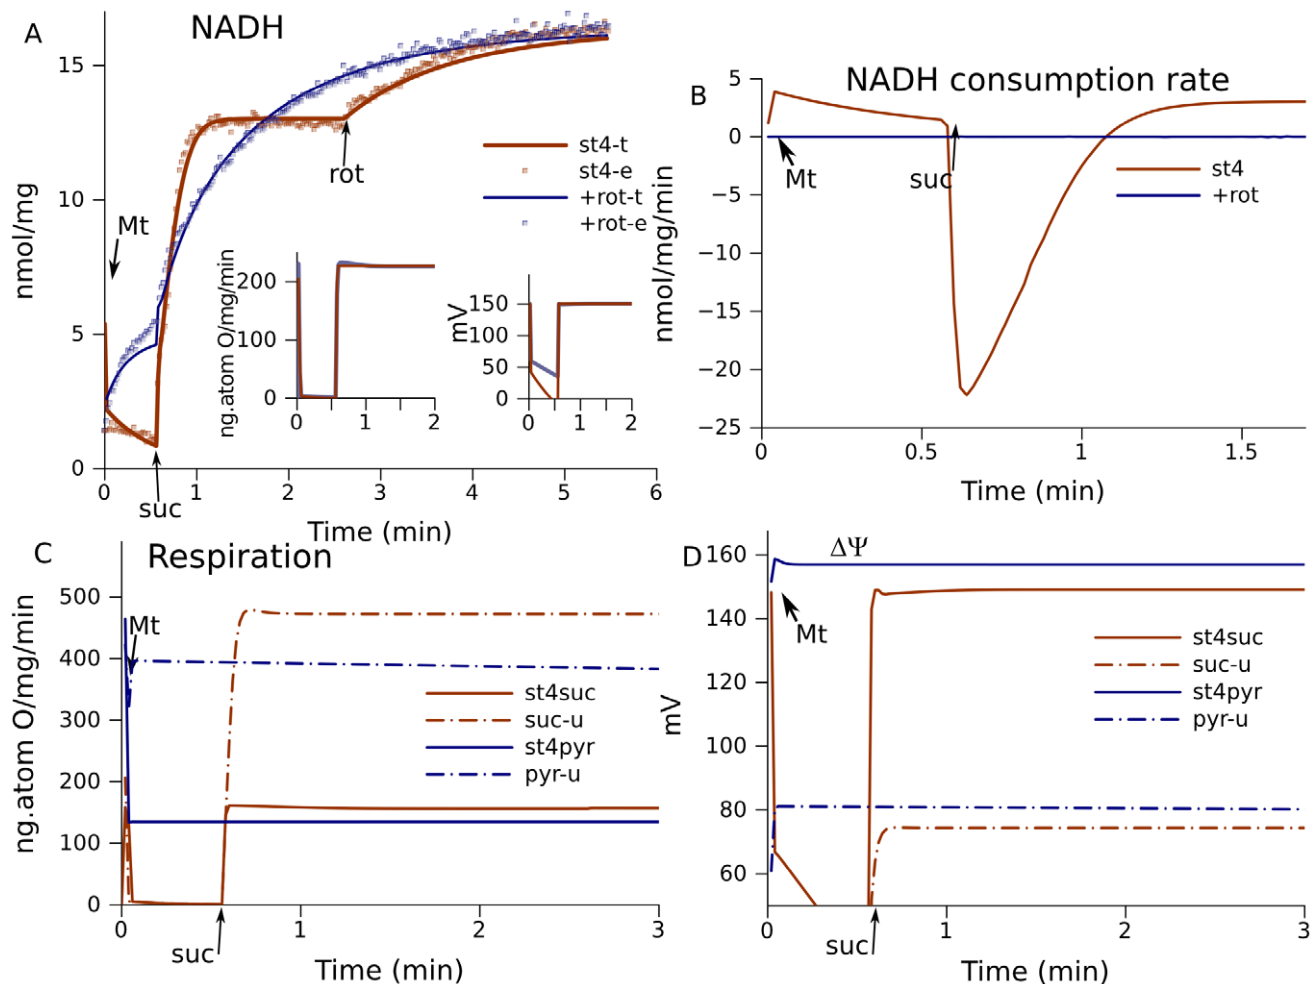 A
NADH
nmol/mg
15
10
5
0
0
1
2
3
4
5
6
Time (min)
Mt
suc
rot
st4-t
st4-e
+rot-t
+rot-e
ng.atom O/mg/min
200
100
0
0
1
2
mV
150
100
50
0
0
1
2
B
NADH consumption rate
nmol/mg/min
5
0
−5
−10
−15
−20
−25
0
0.5
1
1.5
Time (min)
Mt
suc
st4
+rot
C
Respiration
ng.atom O/mg/min
500
400
300
200
100
0
0
1
2
3
Time (min)
Mt
suc
st4suc
suc-u
st4pyr
pyr-u
D
ΔΨ
mV
160
140
120
100
80
60
0
1
2
3
Time (min)
Mt
suc
st4suc
suc-u
st4pyr
pyr-u